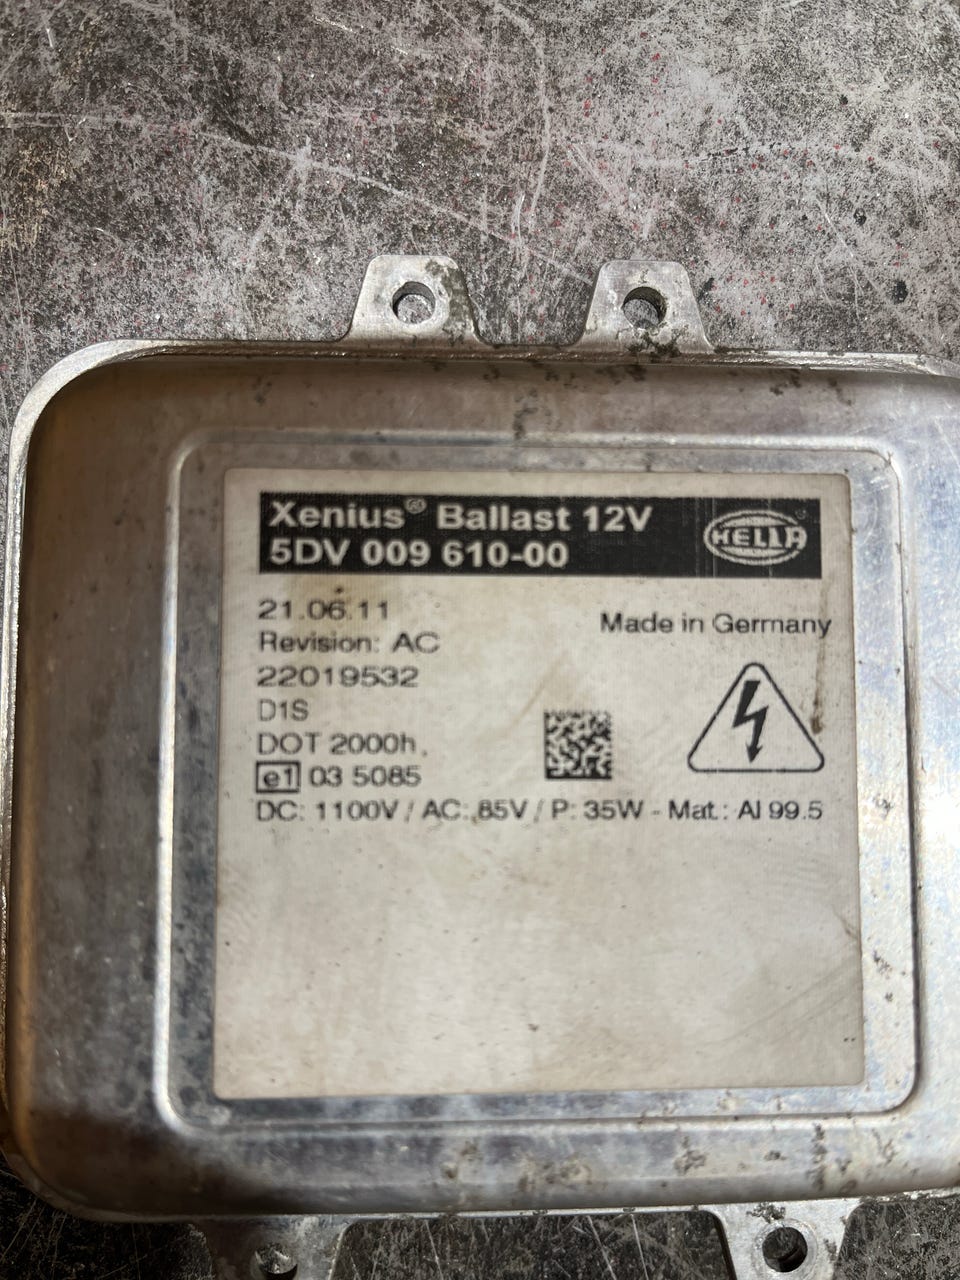 Xenius® Ballast 12V
5DV 009 610-00
HELLA ®
21.06.11
Made in Germany
Revision: AC
22019532
D1S
DOT 2000h
e1 03 5085
DC: 1100V / AC: 85V / P: 35W - Mat.: Al 99.5